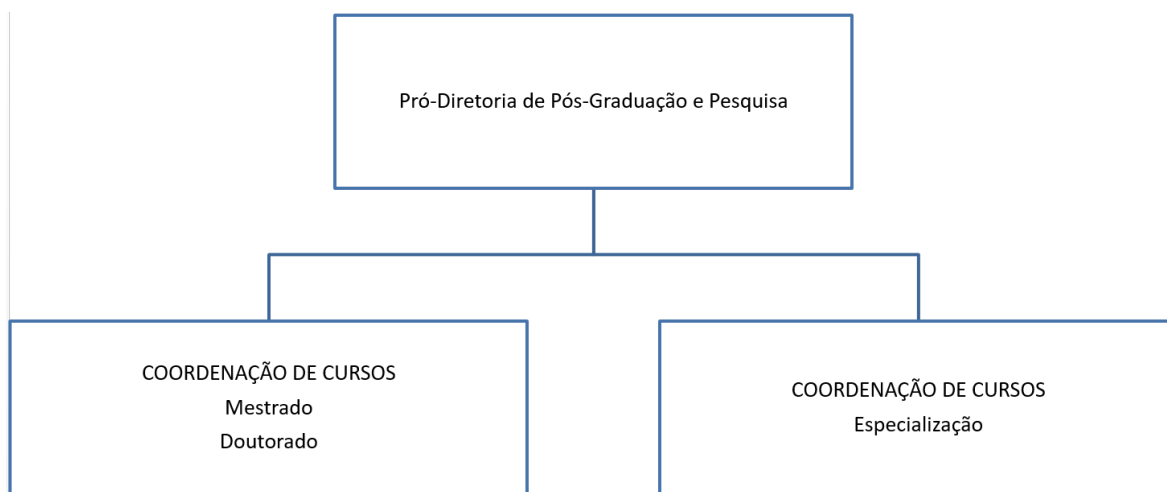 Pró-Diretoria de Pós-Graduação e Pesquisa
COORDENAÇÃO DE CURSOS
Mestrado
Doutorado
COORDENAÇÃO DE CURSOS
Especialização